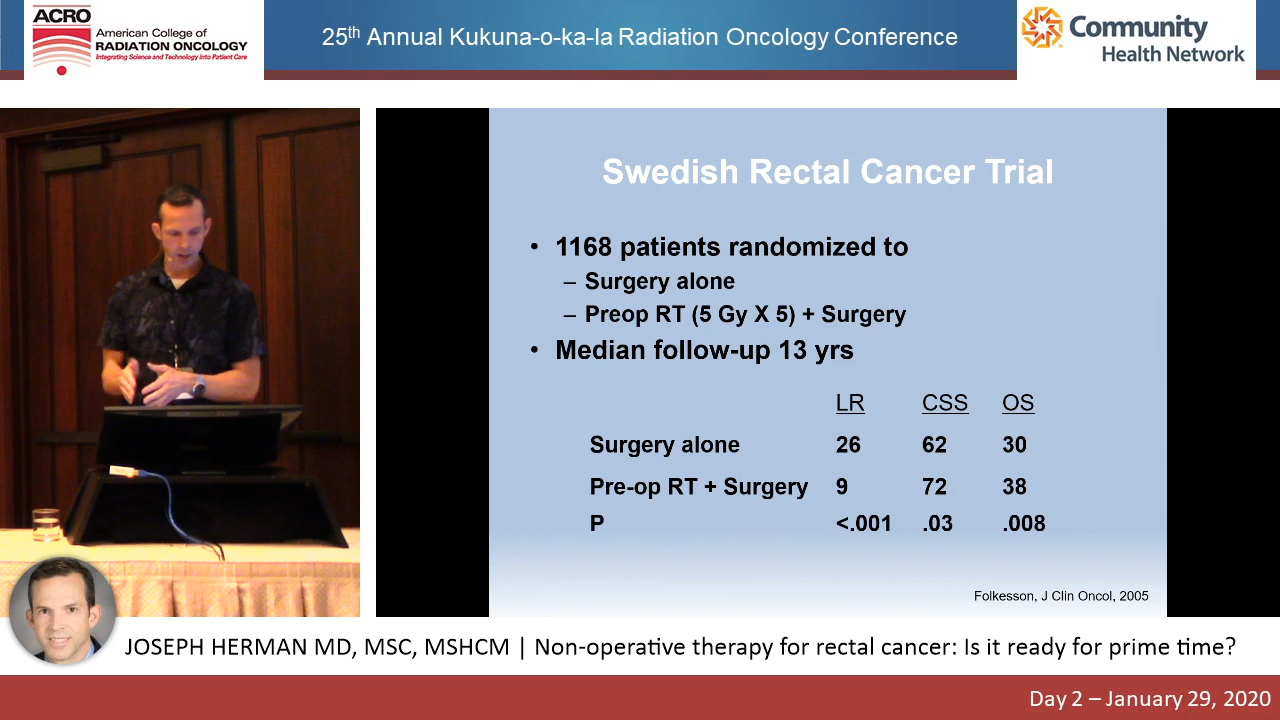 ACRO
American College of
RADIATION ONCOLOGY
Integrating Science and Technology Into Patient Care
25th Annual Kukuna-o-ka-la Radiation Oncology Conference
Community
Health Network
Swedish Rectal Cancer Trial
• 1168 patients randomized to
– Surgery alone
– Preop RT (5 Gy X 5) + Surgery
• Median follow-up 13 yrs
LR CSS OS
Surgery alone 26 62 30
Pre-op RT + Surgery 9 72 38
P <.001 .03 .008
Folkesson, J Clin Oncol, 2005
JOSEPH HERMAN MD, MSC, MSHCM | Non-operative therapy for rectal cancer: Is it ready for prime time?
Day 2 – January 29, 2020